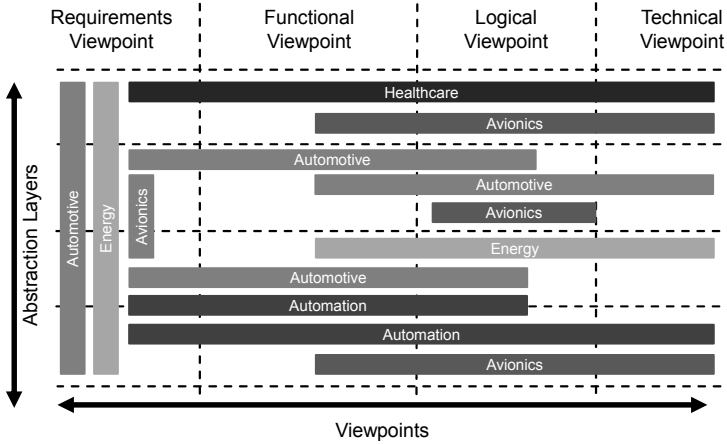 Requirements
Viewpoint
Functional
Viewpoint
Logical
Viewpoint
Technical
Viewpoint
Abstraction Layers
Automotive
Energy
Healthcare
Avionics
Automotive
Avionics
Automotive
Avionics
Energy
Automotive
Automation
Automation
Avionics
Viewpoints